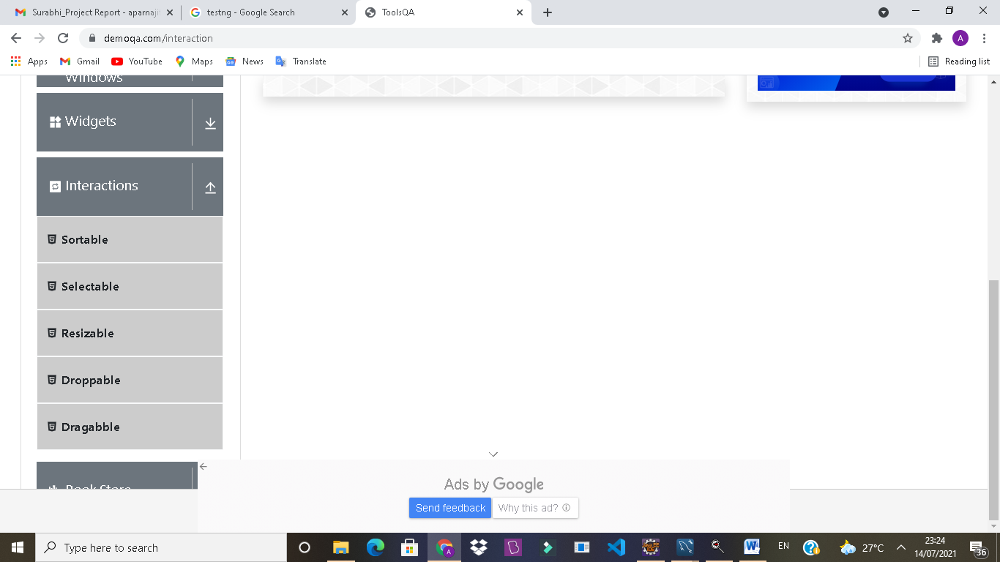 Surabhi_Project Report - aparnaji
testng - Google Search
ToolsQA
demoqa.com/interaction
A
Apps
Gmail
YouTube
Maps
News
Translate
Reading list
Windows
Widgets
Interactions
Sortable
Selectable
Resizable
Droppable
Dragabble
Book Store
Ads by Google
Send feedback
Why this ad?
Type here to search
EN
27°C
23:24
14/07/2021
36